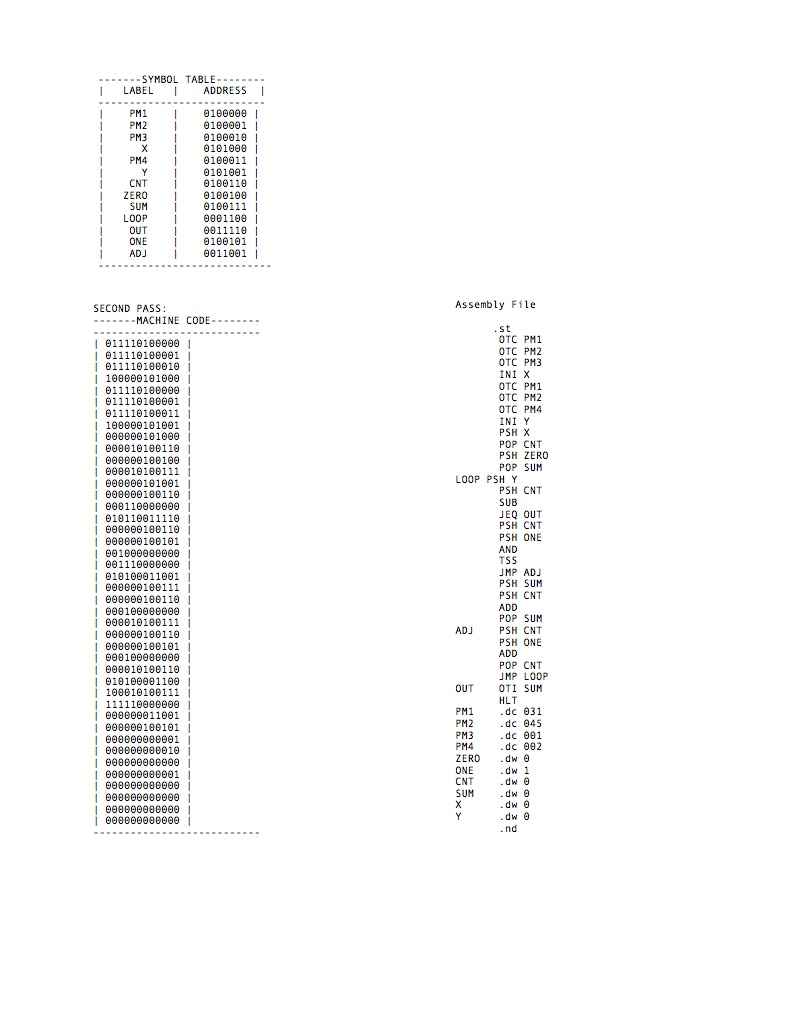 -------SYMBOL TABLE--------
| LABEL | ADDRESS |
---------------------------
| PM1 | 0100000 |
| PM2 | 0100001 |
| PM3 | 0100010 |
| X | 0101000 |
| PM4 | 0100011 |
| Y | 0101001 |
| CNT | 0100110 |
| ZERO | 0100100 |
| SUM | 0100111 |
| LOOP | 0001100 |
| OUT | 0011110 |
| ONE | 0100101 |
| ADJ | 0011001 |
----------------------------
SECOND PASS:
-------MACHINE CODE--------
---------------------------
| 011110100000 |
| 011110100001 |
| 011110100010 |
| 100000101000 |
| 011110100000 |
| 011110100001 |
| 011110100011 |
| 100000101001 |
| 000000101000 |
| 000010100110 |
| 000000100100 |
| 000010100111 |
| 000000101001 |
| 000000100110 |
| 000110000000 |
| 010110011110 |
| 000000100110 |
| 000000100101 |
| 001000000000 |
| 001110000000 |
| 010100011001 |
| 000000100111 |
| 000000100110 |
| 000100000000 |
| 000010100111 |
| 000000100110 |
| 000000100101 |
| 000100000000 |
| 000010100110 |
| 010100001100 |
| 100010100111 |
| 111110000000 |
| 000000011001 |
| 000000100101 |
| 000000000001 |
| 000000000010 |
| 000000000000 |
| 000000000001 |
| 000000000000 |
| 000000000000 |
| 000000000000 |
| 000000000000 |
---------------------------
Assembly File
.st
OTC PM1
OTC PM2
OTC PM3
INI X
OTC PM1
OTC PM2
OTC PM4
INI Y
PSH X
POP CNT
PSH ZERO
POP SUM
LOOP PSH Y
PSH CNT
SUB
JEQ OUT
PSH CNT
PSH ONE
AND
TSS
JMP ADJ
PSH SUM
PSH CNT
ADD
POP SUM
ADJ PSH CNT
PSH ONE
ADD
POP CNT
JMP LOOP
OUT OTI SUM
HLT
PM1 .dc 031
PM2 .dc 045
PM3 .dc 001
PM4 .dc 002
ZERO .dw 0
ONE .dw 1
CNT .dw 0
SUM .dw 0
X .dw 0
Y .dw 0
.nd